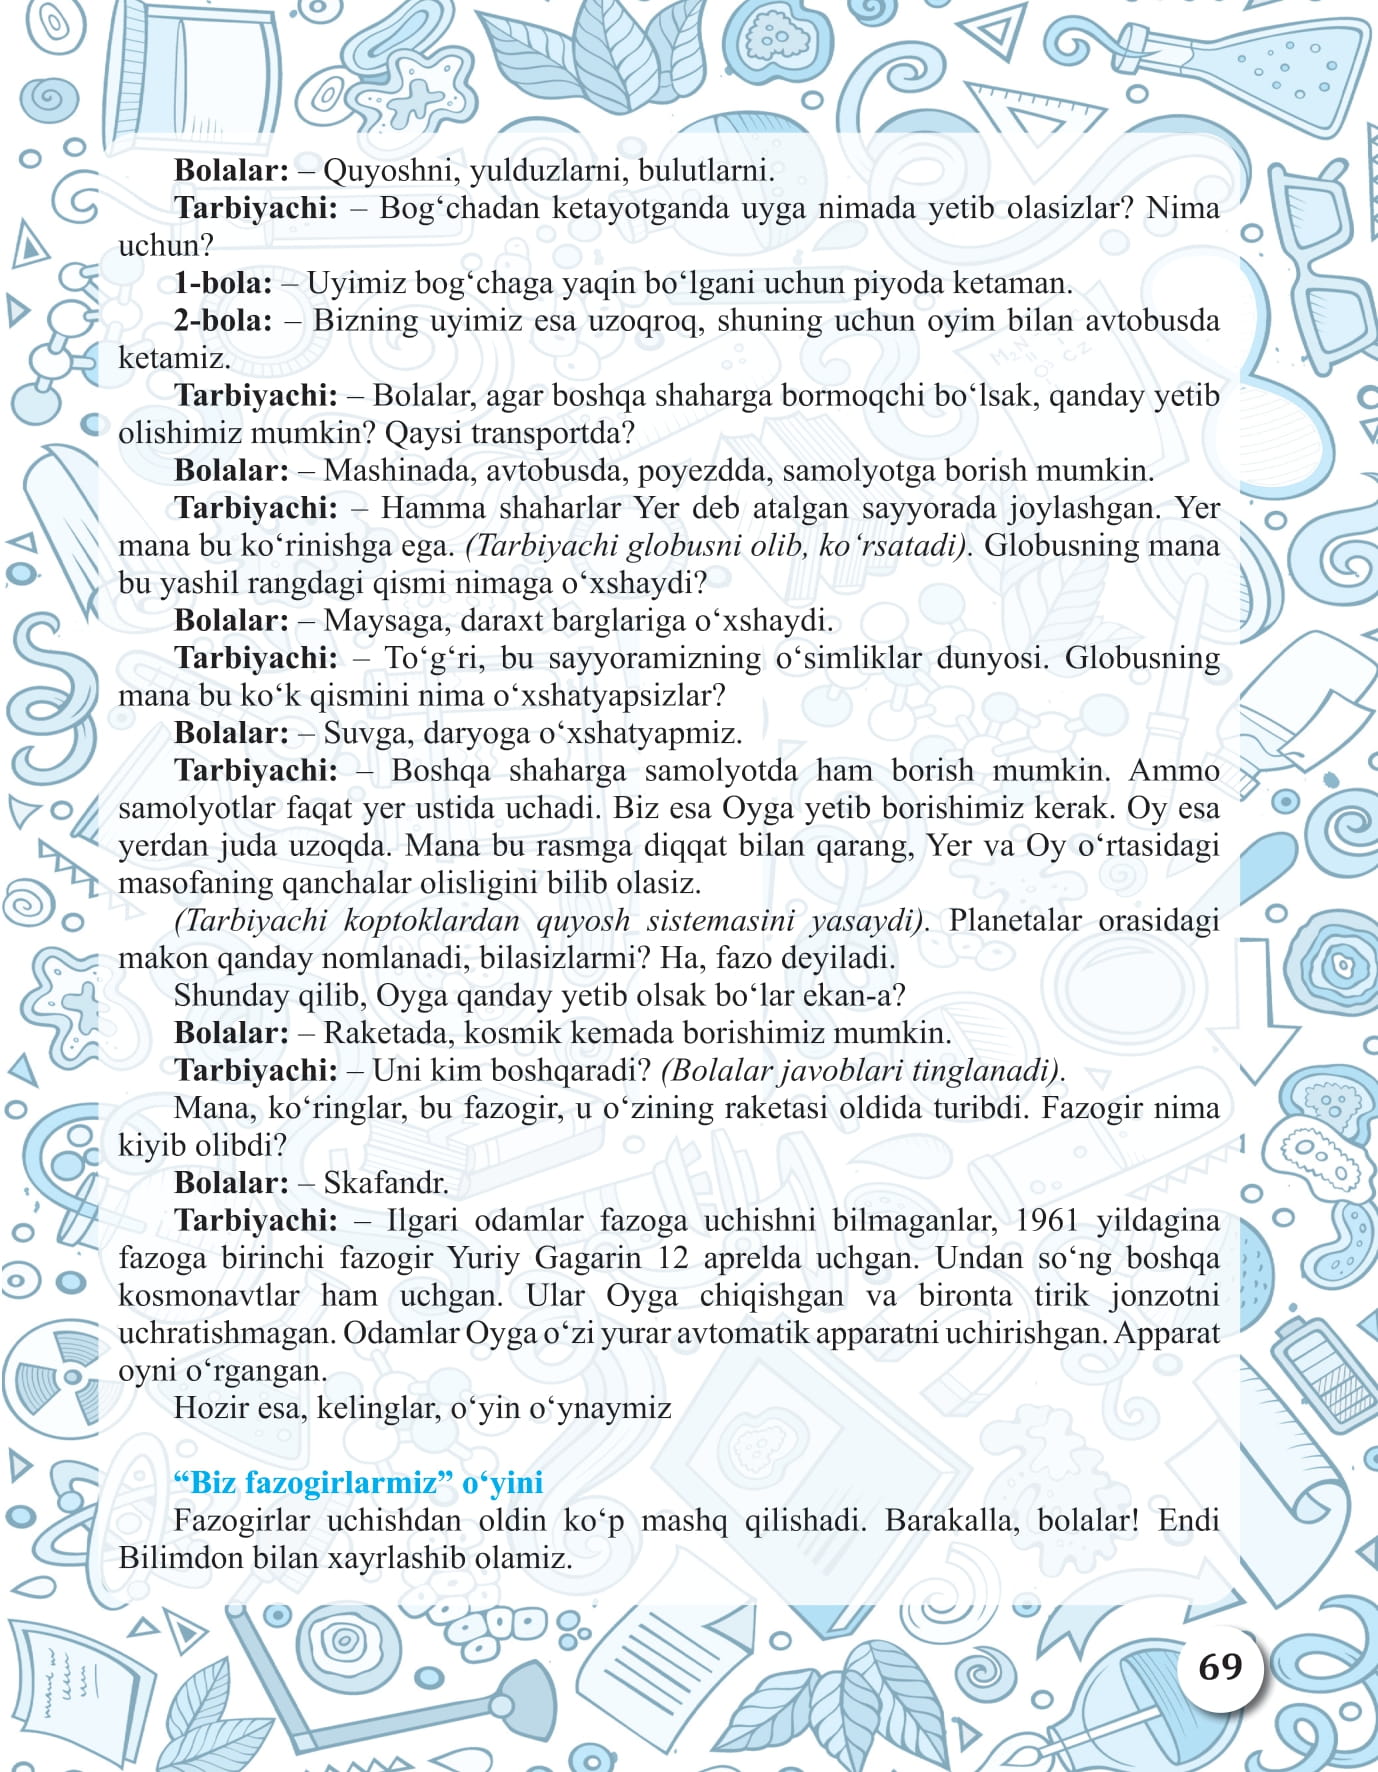 Bolalar: – Quyoshni, yulduzlarni, bulutlarni.
Tarbiyachi: – Bog‘chadan ketayotganda uyga nimada yetib olasizlar? Nima
uchun?
1-bola: – Uyimiz bog‘chaga yaqin bo‘lgani uchun piyoda ketaman.
2-bola: – Bizning uyimiz esa uzoqroq, shuning uchun oyim bilan avtobusda
ketamiz.
Tarbiyachi: – Bolalar, agar boshqa shaharga bormoqchi bo‘lsak, qanday yetib
olishimiz mumkin? Qaysi transportda?
Bolalar: – Mashinada, avtobusda, poyezdda, samolyotga borish mumkin.
Tarbiyachi: – Hamma shaharlar Yer deb atalgan sayyorada joylashgan. Yer
mana bu ko‘rinishga ega. (Tarbiyachi globusni olib, ko‘rsatadi). Globusning mana
bu yashil rangdagi qismi nimaga o‘xshaydi?
Bolalar: – Maysaga, daraxt barglariga o‘xshaydi.
Tarbiyachi: – To‘g‘ri, bu sayyoramizning o‘simliklar dunyosi. Globusning
mana bu ko‘k qismini nima o‘xshatyapsizlar?
Bolalar: – Suvga, daryoga o‘xshatyapmiz.
Tarbiyachi: – Boshqa shaharga samolyotda ham borish mumkin. Ammo
samolyotlar faqat yer ustida uchadi. Biz esa Oyga yetib borishimiz kerak. Oy esa
yerdan juda uzoqda. Mana bu rasmga diqqat bilan qarang, Yer va Oy o‘rtasidagi
masofaning qanchalar olisligini bilib olasiz.
(Tarbiyachi koptoklardan quyosh sistemasini yasaydi). Planetalar orasidagi
makon qanday nomlanadi, bilasizlarmi? Ha, fazo deyiladi.
Shunday qilib, Oyga qanday yetib olsak bo‘lar ekan-a?
Bolalar: – Raketada, kosmik kemada borishimiz mumkin.
Tarbiyachi: – Uni kim boshqaradi? (Bolalar javoblari tinglanadi).
Mana, ko‘ringlar, bu fazogir, u o‘zining raketasi oldida turibdi. Fazogir nima
kiyib olibdi?
Bolalar: – Skafandr.
Tarbiyachi: – Ilgari odamlar fazoga uchishni bilmaganlar, 1961 yildagina
fazoga birinchi fazogir Yuriy Gagarin 12 aprelda uchgan. Undan so‘ng boshqa
kosmonavtlar ham uchgan. Ular Oyga chiqishgan va bironta tirik jonzotni
uchratishmagan. Odamlar Oyga o‘zi yurar avtomatik apparatni uchirishgan. Apparat
oyni o‘rgangan.
Hozir esa, kelinglar, o‘yin o‘ynaymiz
“Biz fazogirlarmiz” o‘yini
Fazogirlar uchishdan oldin ko‘p mashq qilishadi. Barakalla, bolalar! Endi
Bilimdon bilan xayrlashib olamiz.
69